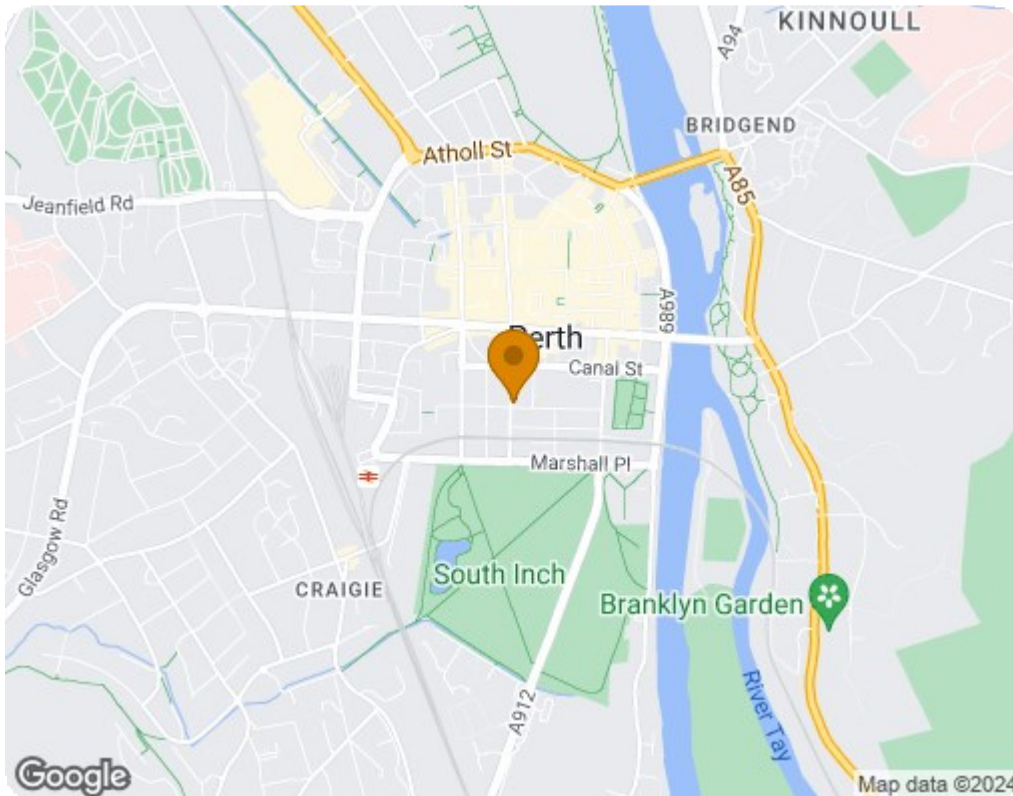 KINNOULL
A94
BRIDGEND
Atholl St
A85
Jeanfield Rd
A989
Perth
Canal St
Marshall Pl
Glasgow Rd
South Inch
CRAIGIE
Branklyn Garden
River Tay
A912
Google
Map data ©2024